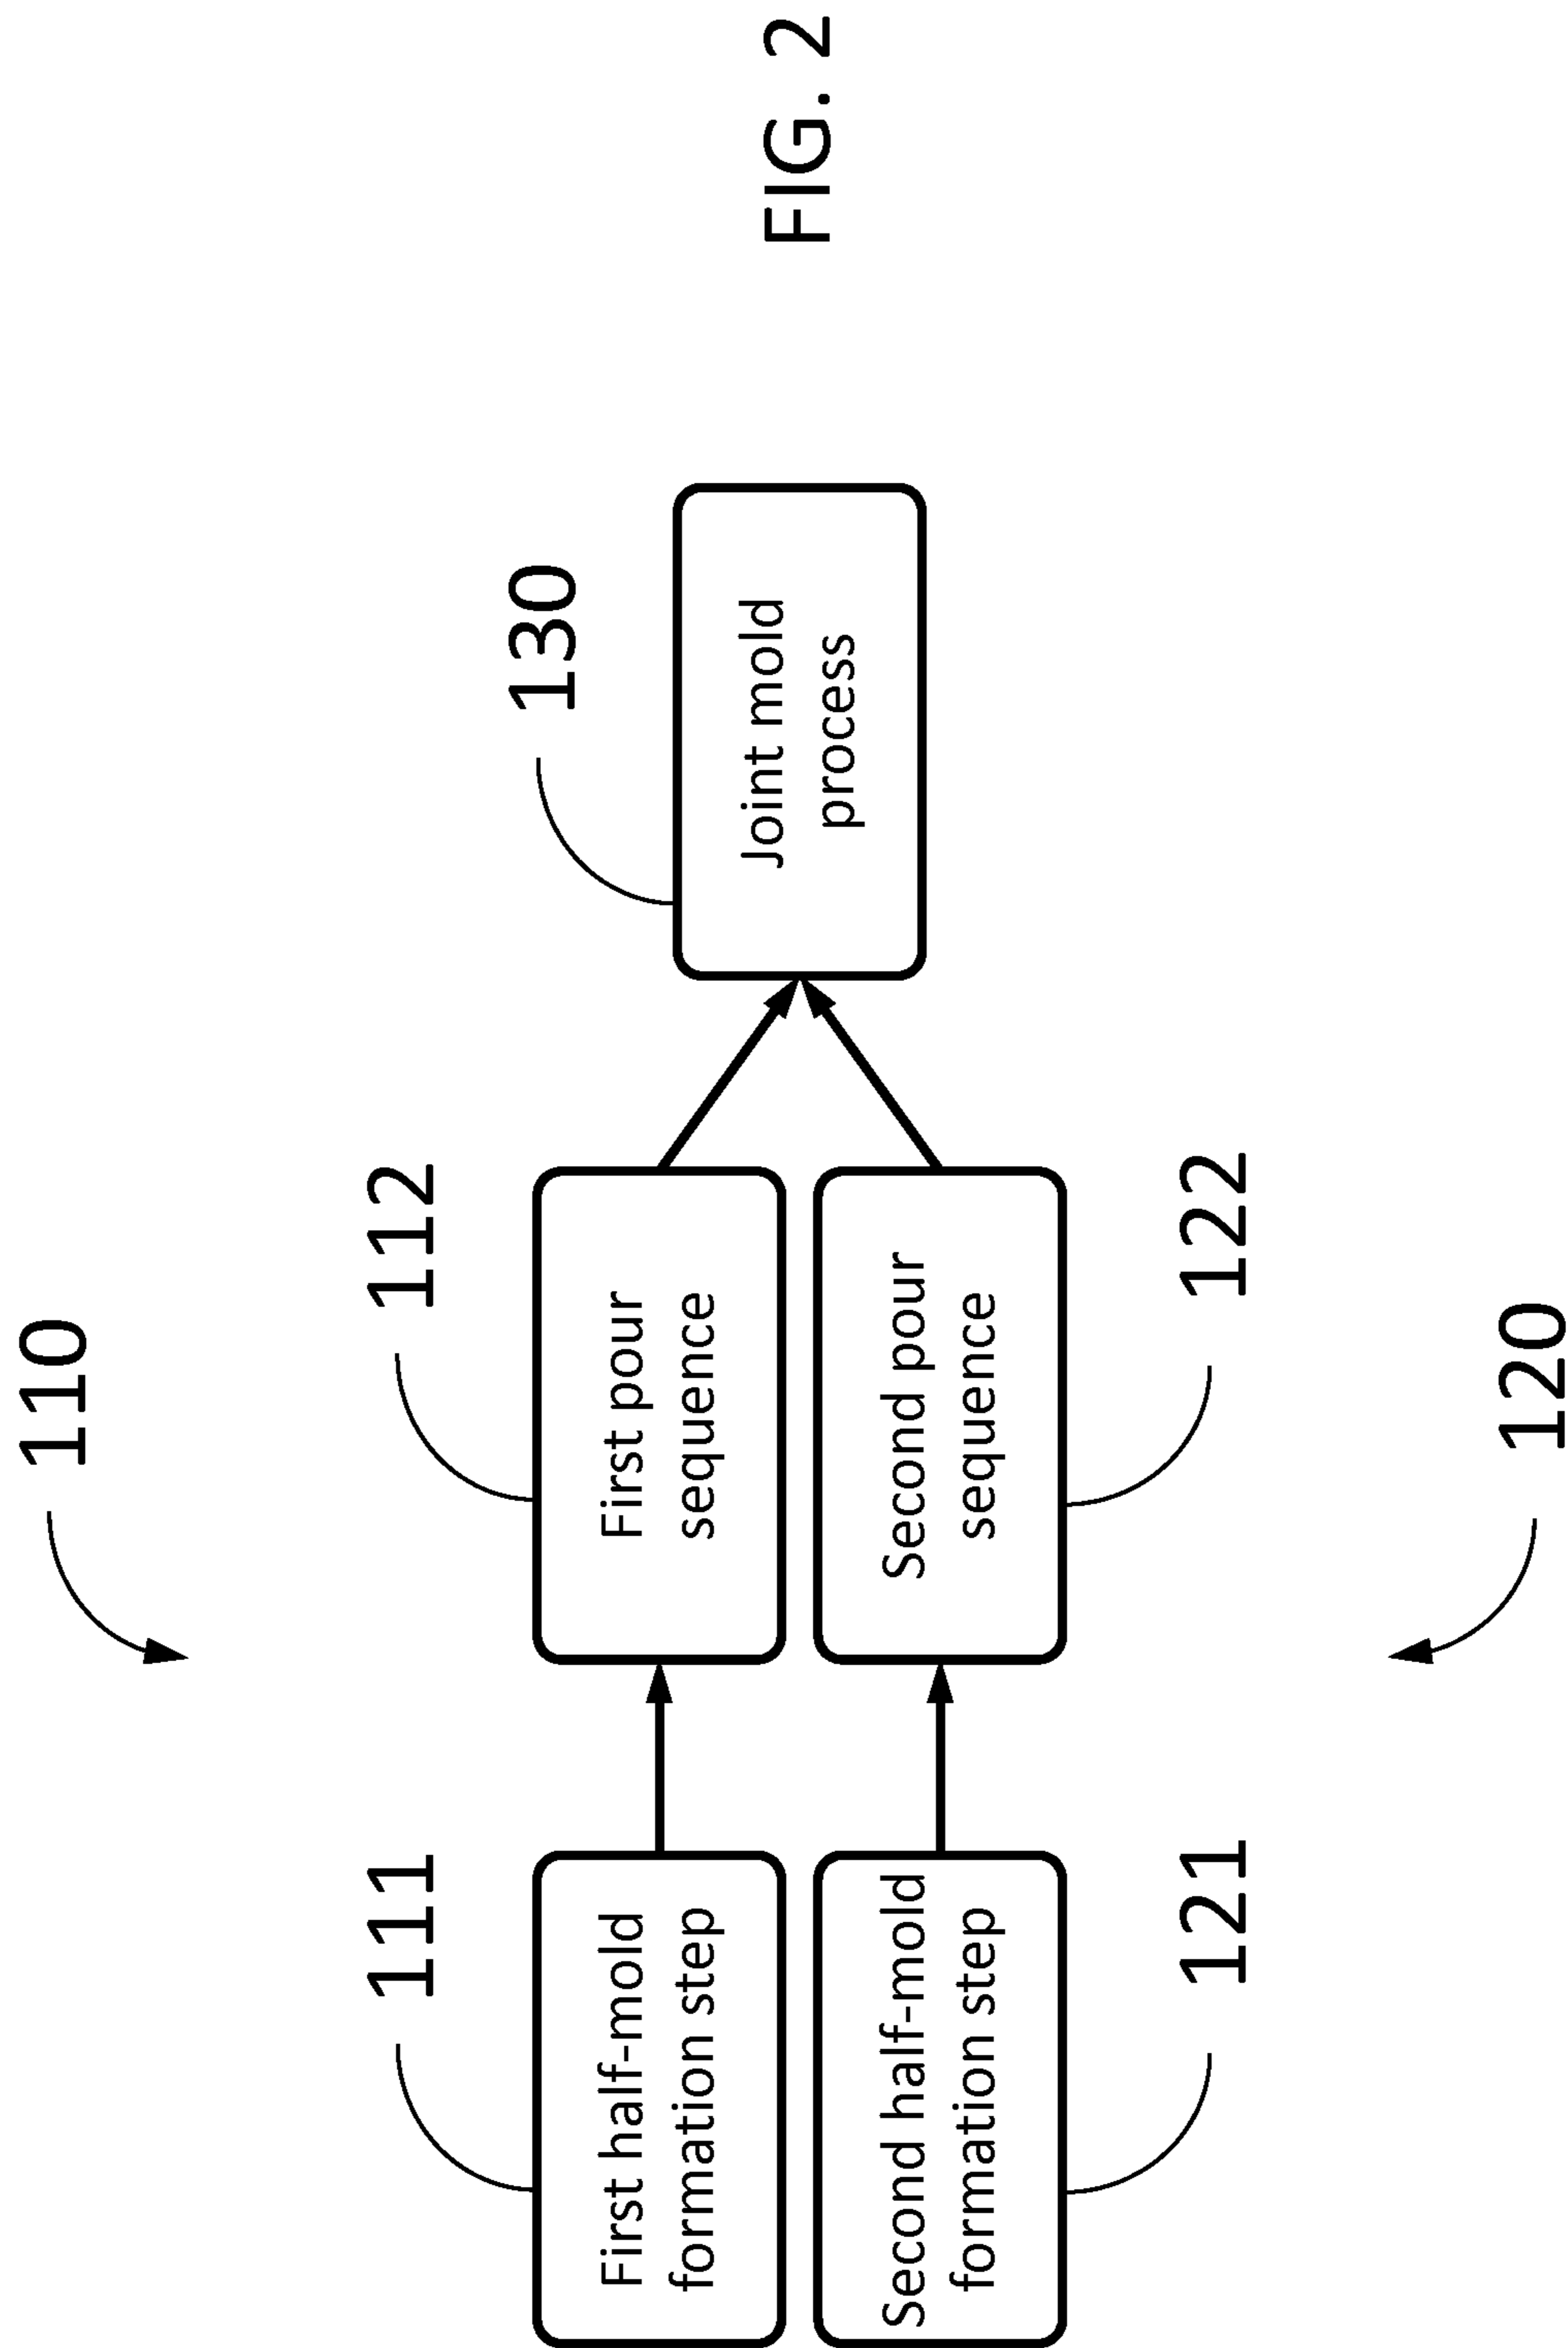 110
111
112
First half-mold
formation step
First pour
sequence
130
Joint mold
process
Second half-mold
formation step
Second pour
sequence
121
122
120
FIG. 2